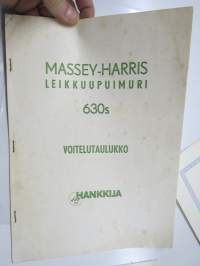 MASSEY-HARRIS
LEIKKUUPUIMURI
630s
VOITELUTAULUKKO
HANKKIJA